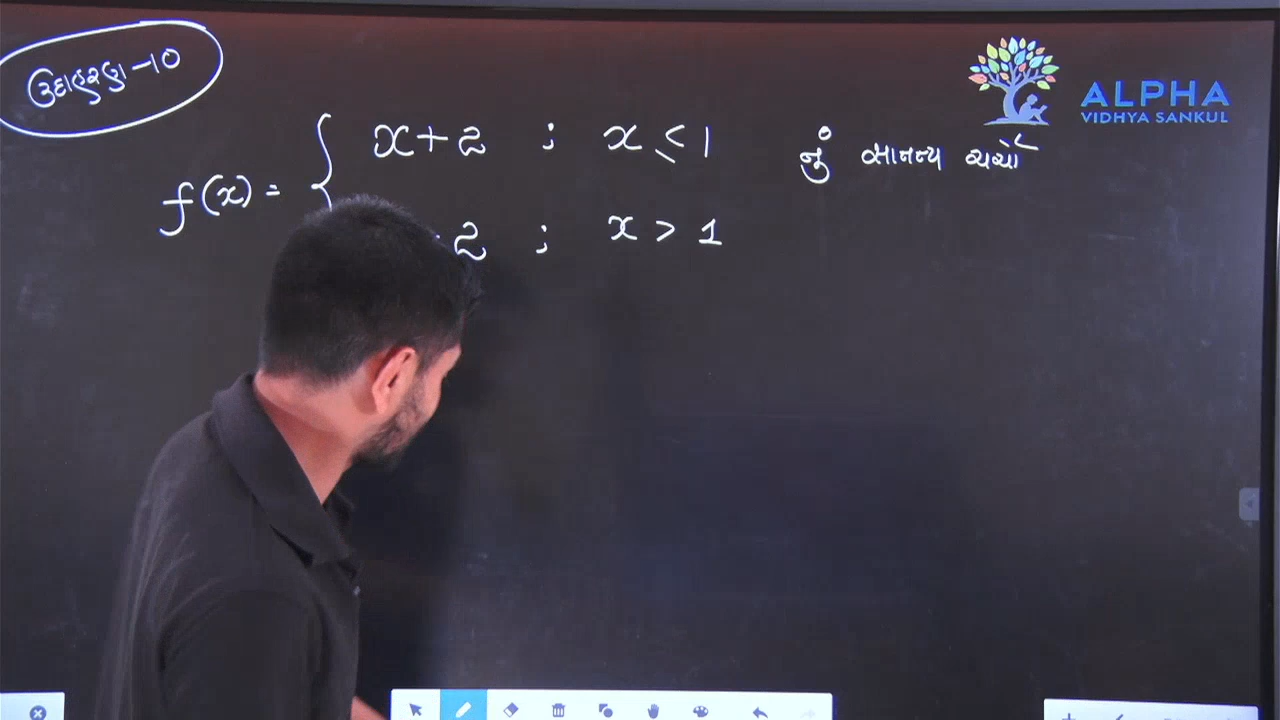 ઉદાહરણ-10
f(x) = { x+2 ; x ≤ 1 નું સાતત્ય ચર્ચો
2 ; x > 1
ALPHA
VIDHYA SANKUL